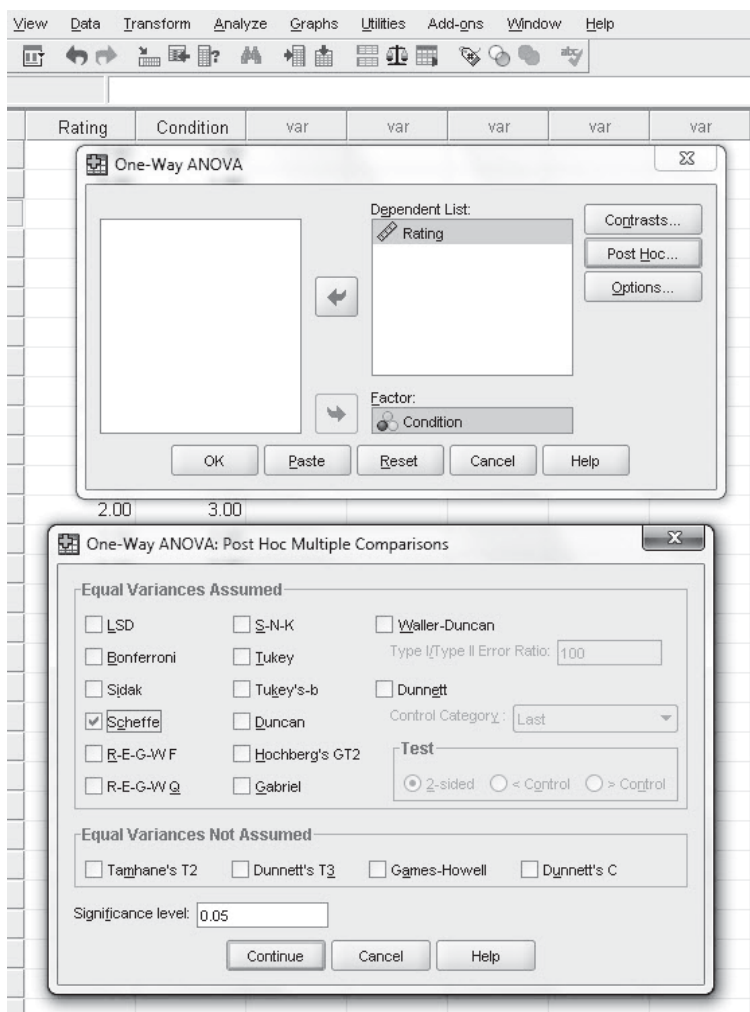 View Data Transform Analyze Graphs Utilities Add-ons Window Help
Rating Condition var var var var var
One-Way ANOVA
Dependent List:
Rating
Contrasts...
Post Hoc...
Options...
Factor:
Condition
OK Paste Reset Cancel Help
2.00 3.00
One-Way ANOVA: Post Hoc Multiple Comparisons
Equal Variances Assumed
LSD S-N-K Waller-Duncan
Bonferroni Tukey Type I/Type II Error Ratio: 100
Sidak Tukey's-b Dunnett
Scheffe Duncan Control Category : Last
R-E-G-W F Hochberg's GT2 Test
R-E-G-W Q Gabriel 2-sided < Control > Control
Equal Variances Not Assumed
Tamhane's T2 Dunnett's T3 Games-Howell Dunnett's C
Significance level: 0.05
Continue Cancel Help